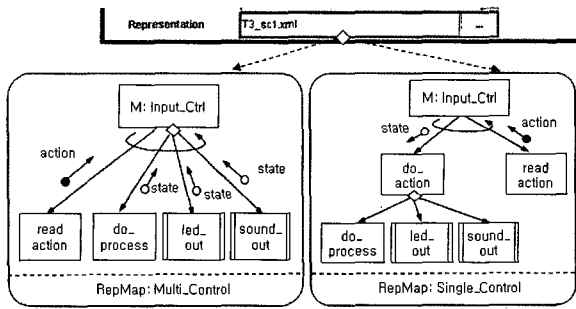 Representation T3_sc1.xml ...
M: Input_Ctrl
action
state
state
state
read
action
do_
process
led_
out
sound_
out
RepMap: Multi_Control
M: Input_Ctrl
state
action
do_
action
read
action
do_
process
led_
out
sound_
out
RepMap: Single_Control